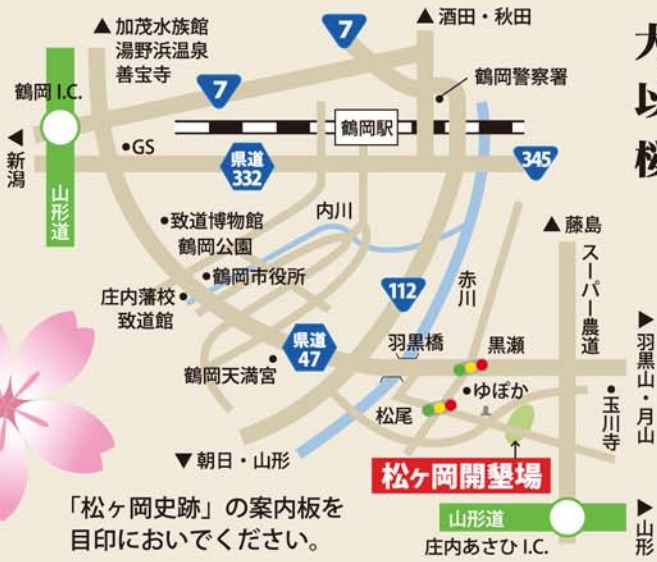 ▲加茂水族館
湯野浜温泉
善宝寺
7
▲酒田・秋田
7
鶴岡警察署
鶴岡I.C.
鶴岡駅
◀新潟
•GS
県道
332
345
山形道
•致道博物館
鶴岡公園
内川
▲藤島
スーパー農道
•鶴岡市役所
庄内藩校•
致道館
112
赤川
県道
47
羽黒橋
黒瀬
▶羽黒山・月山
鶴岡天満宮
•ゆぽか
松尾
•玉川寺
▼朝日・山形
松ヶ岡開墾場
「松ヶ岡史跡」の案内板を
目印においでください。
山形道
庄内あさひI.C.
▶山形